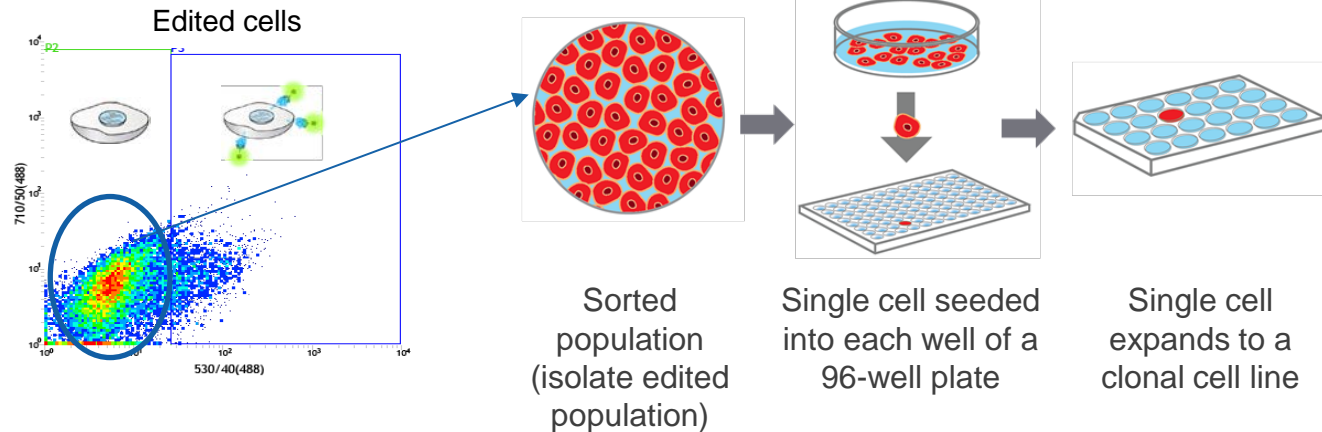 Edited cells
P2
10⁴
10³
10²
10¹
10⁰
710/50(488)
10⁰
10¹
10²
10³
10⁴
530/40(488)
Sorted
population
(isolate edited
population)
Single cell seeded
into each well of a
96-well plate
Single cell
expands to a
clonal cell line